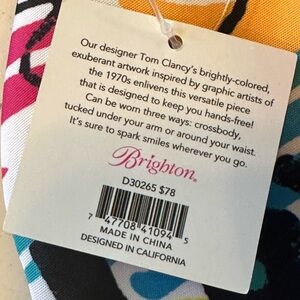 Our designer Tom Clancy's brightly-colored,
exuberant artwork inspired by graphic artists of
the 1970s enlivens this versatile piece
that is designed to keep you hands-free!
Can be worn three ways: crossbody,
tucked under your arm or around your waist.
It's sure to spark smiles wherever you go.
Brighton®
D30265 $78
7 47708 41094 5
MADE IN CHINA
DESIGNED IN CALIFORNIA